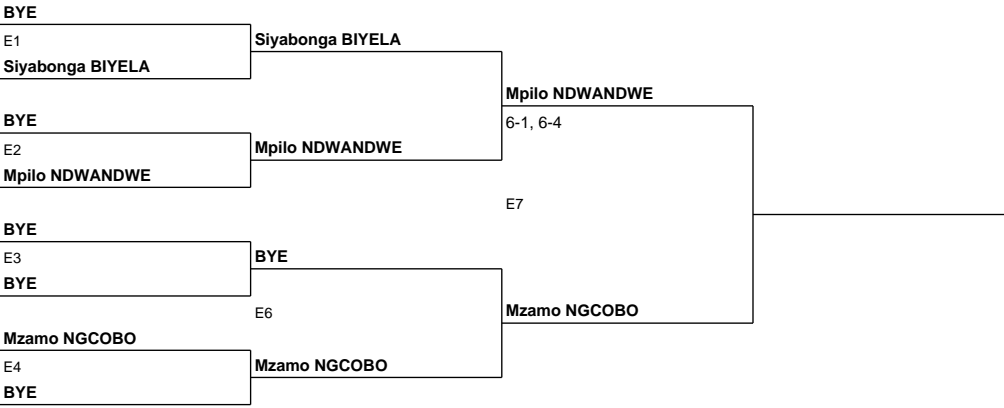 BYE
E1
Siyabonga BIYELA
Siyabonga BIYELA
BYE
E2
Mpilo NDWANDWE
Mpilo NDWANDWE
Mpilo NDWANDWE
6-1, 6-4
E7
BYE
E3
BYE
BYE
E6
Mzamo NGCOBO
E4
BYE
Mzamo NGCOBO
Mzamo NGCOBO